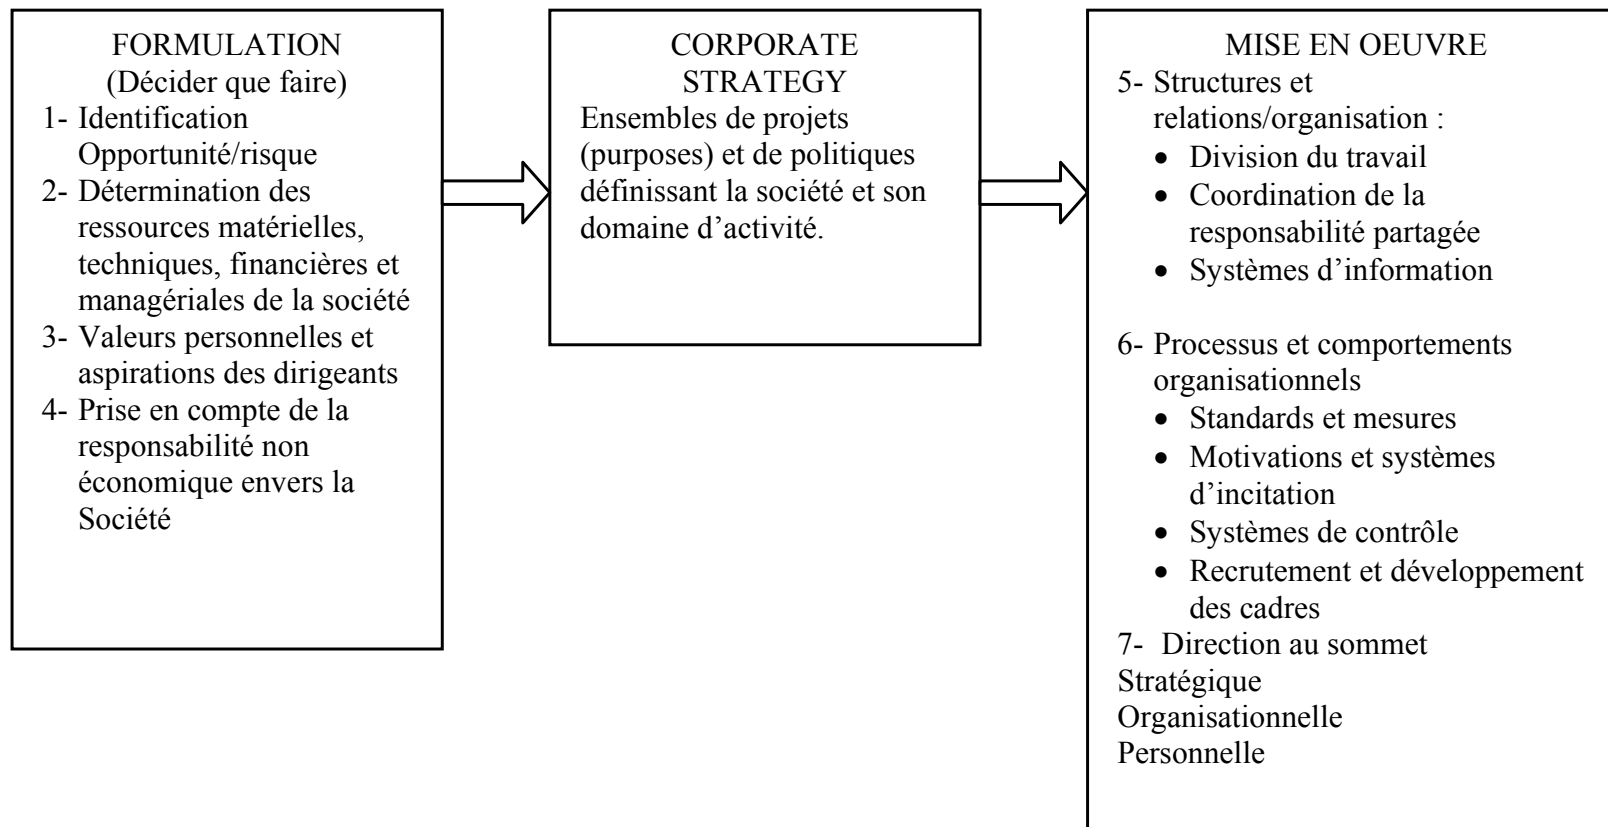 FORMULATION
(Décider que faire)
1- Identification
Opportunité/risque
2- Détermination des
ressources matérielles,
techniques, financières et
managériales de la société
3- Valeurs personnelles et
aspirations des dirigeants
4- Prise en compte de la
responsabilité non
économique envers la
Société
CORPORATE
STRATEGY
Ensembles de projets
(purposes) et de politiques
définissant la société et son
domaine d’activité.
MISE EN OEUVRE
5- Structures et
relations/organisation :
• Division du travail
• Coordination de la
responsabilité partagée
• Systèmes d’information
6- Processus et comportements
organisationnels
• Standards et mesures
• Motivations et systèmes
d’incitation
• Systèmes de contrôle
• Recrutement et développement
des cadres
7- Direction au sommet
Stratégique
Organisationnelle
Personnelle